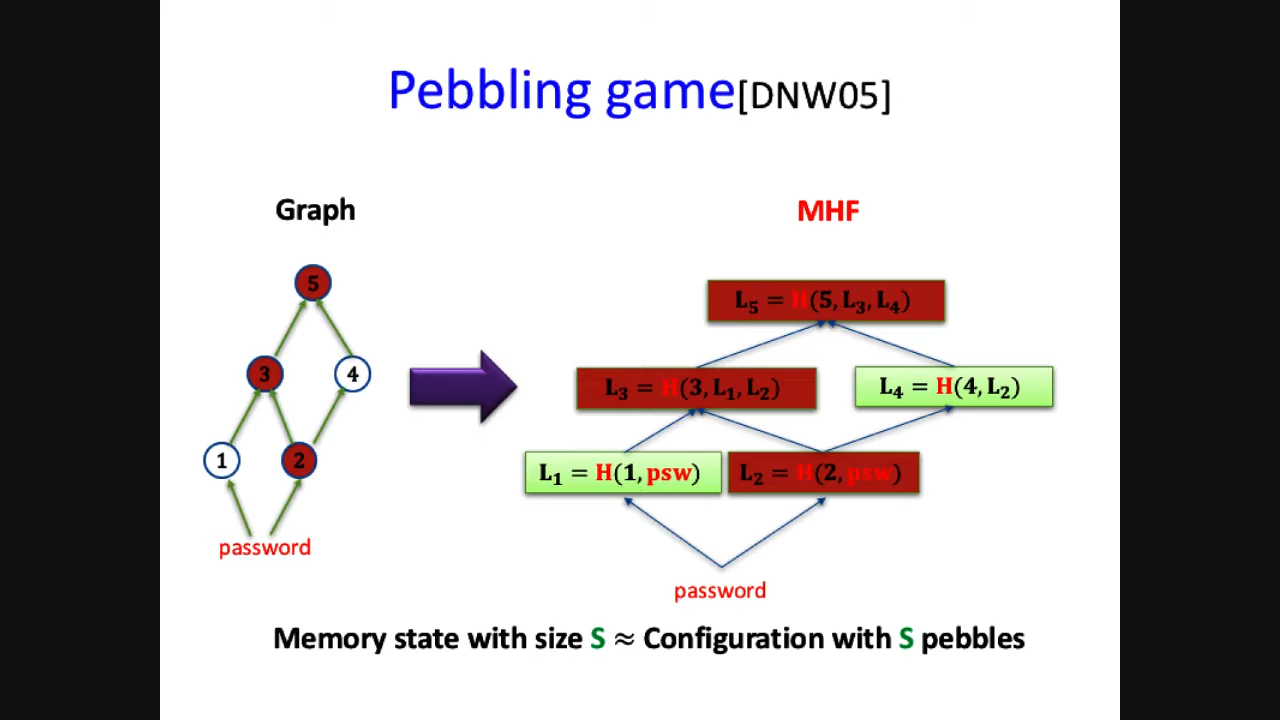 Pebbling game[DNW05]
Graph
MHF
5
3
4
1
2
password
L₅ = H(5, L₃, L₄)
L₃ = H(3, L₁, L₂)
L₄ = H(4, L₂)
L₁ = H(1, psw)
L₂ = H(2, psw)
password
Memory state with size S ≈ Configuration with S pebbles